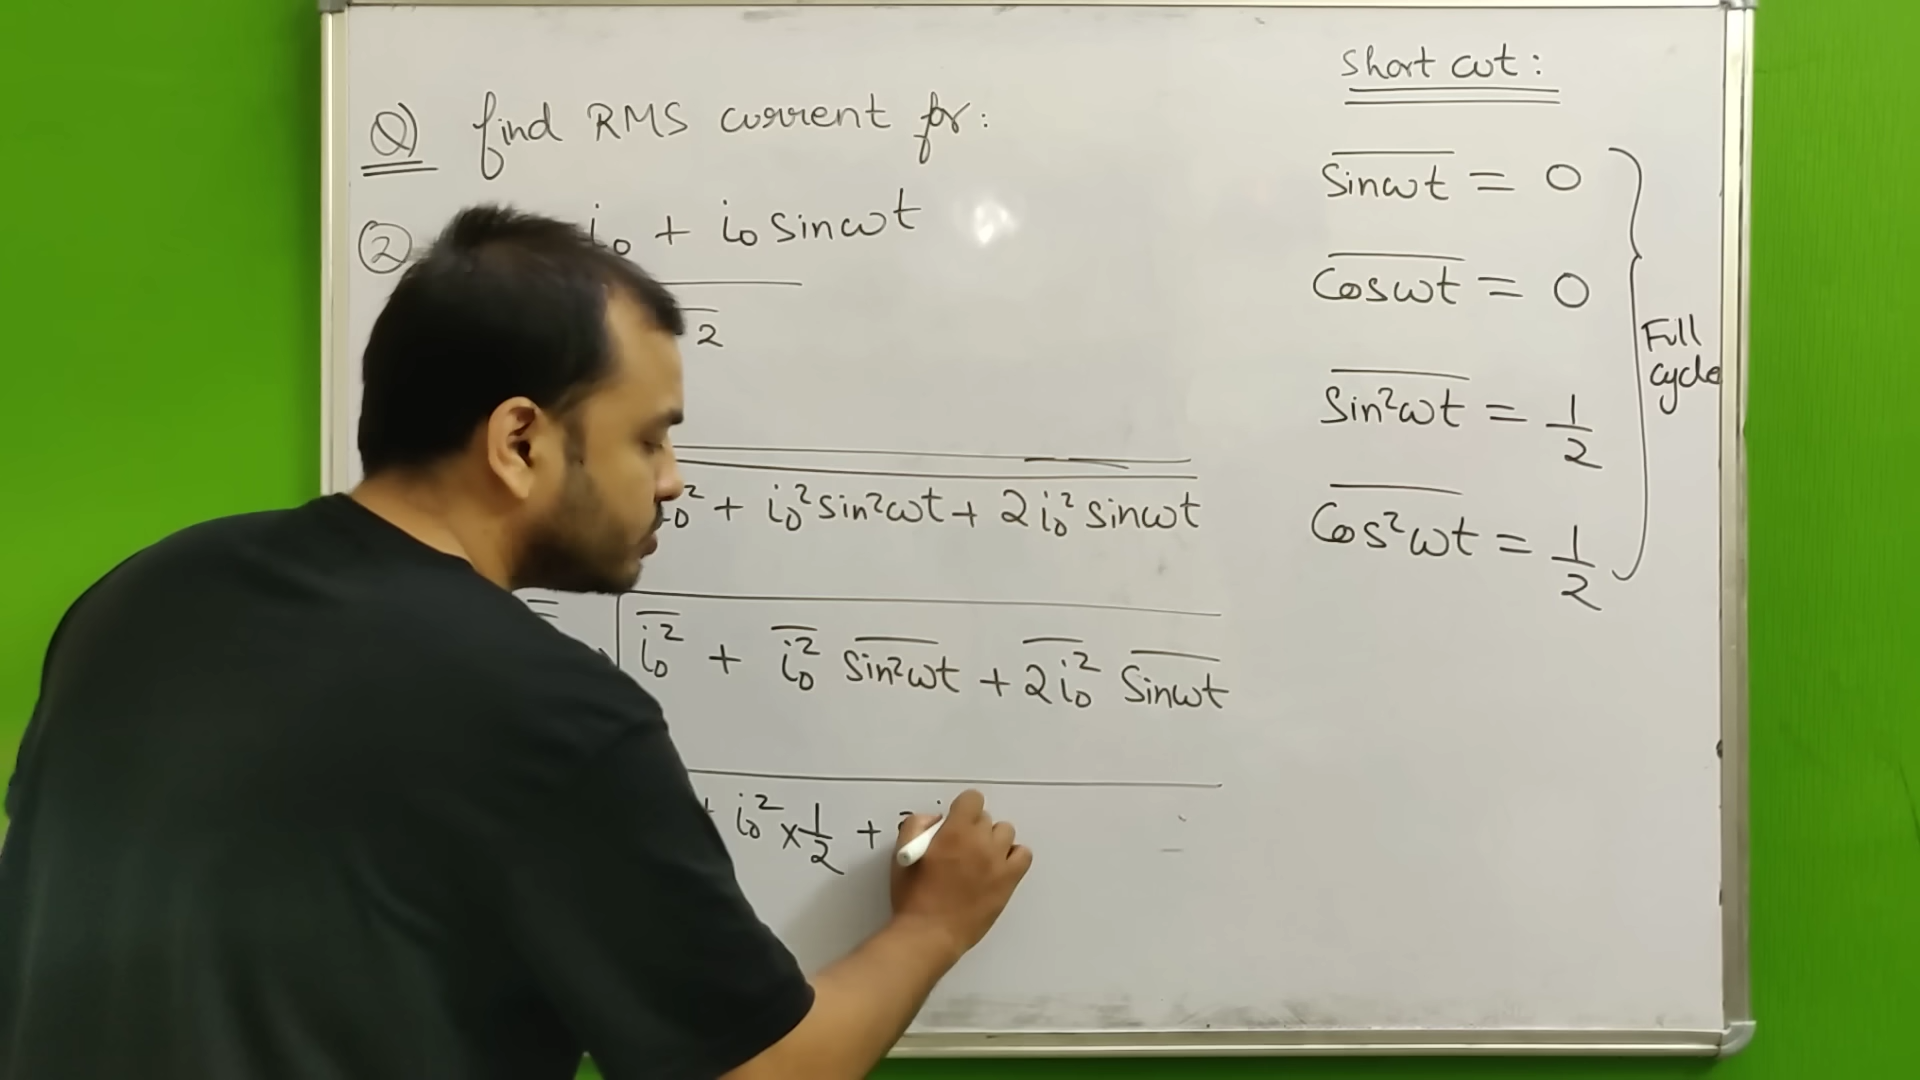 Q) find RMS current for:
② i₀ + i₀ sinωt
2
i₀² + i₀² sin²ωt + 2i₀² sinωt
= √ i₀² + i₀² sin²ωt + 2i₀² Sinωt
+ i₀² × 1/2 +
Short cut:
Sinωt = 0
Cosωt = 0
Sin²ωt = 1/2
Cos²ωt = 1/2
Full
cycle